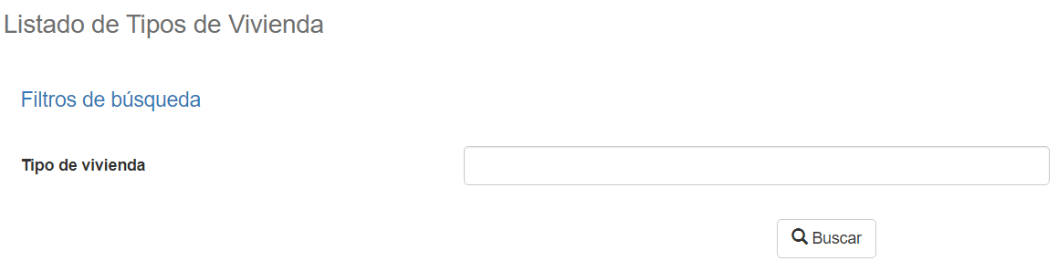 Listado de Tipos de Vivienda
Filtros de búsqueda
Tipo de vivienda
Buscar